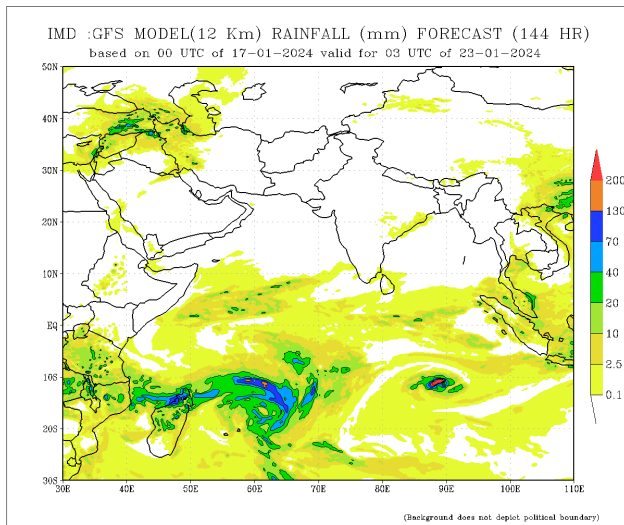 IMD :GFS MODEL(12 Km) RAINFALL (mm) FORECAST (144 HR)
based on 00 UTC of 17-01-2024 valid for 03 UTC of 23-01-2024
50N
40N
30N
20N
10N
EQ
10S
20S
30S
30E 40E 50E 60E 70E 80E 90E 100E 110E
200
130
70
40
20
10
2.5
0.1
(Background does not depict political boundary)